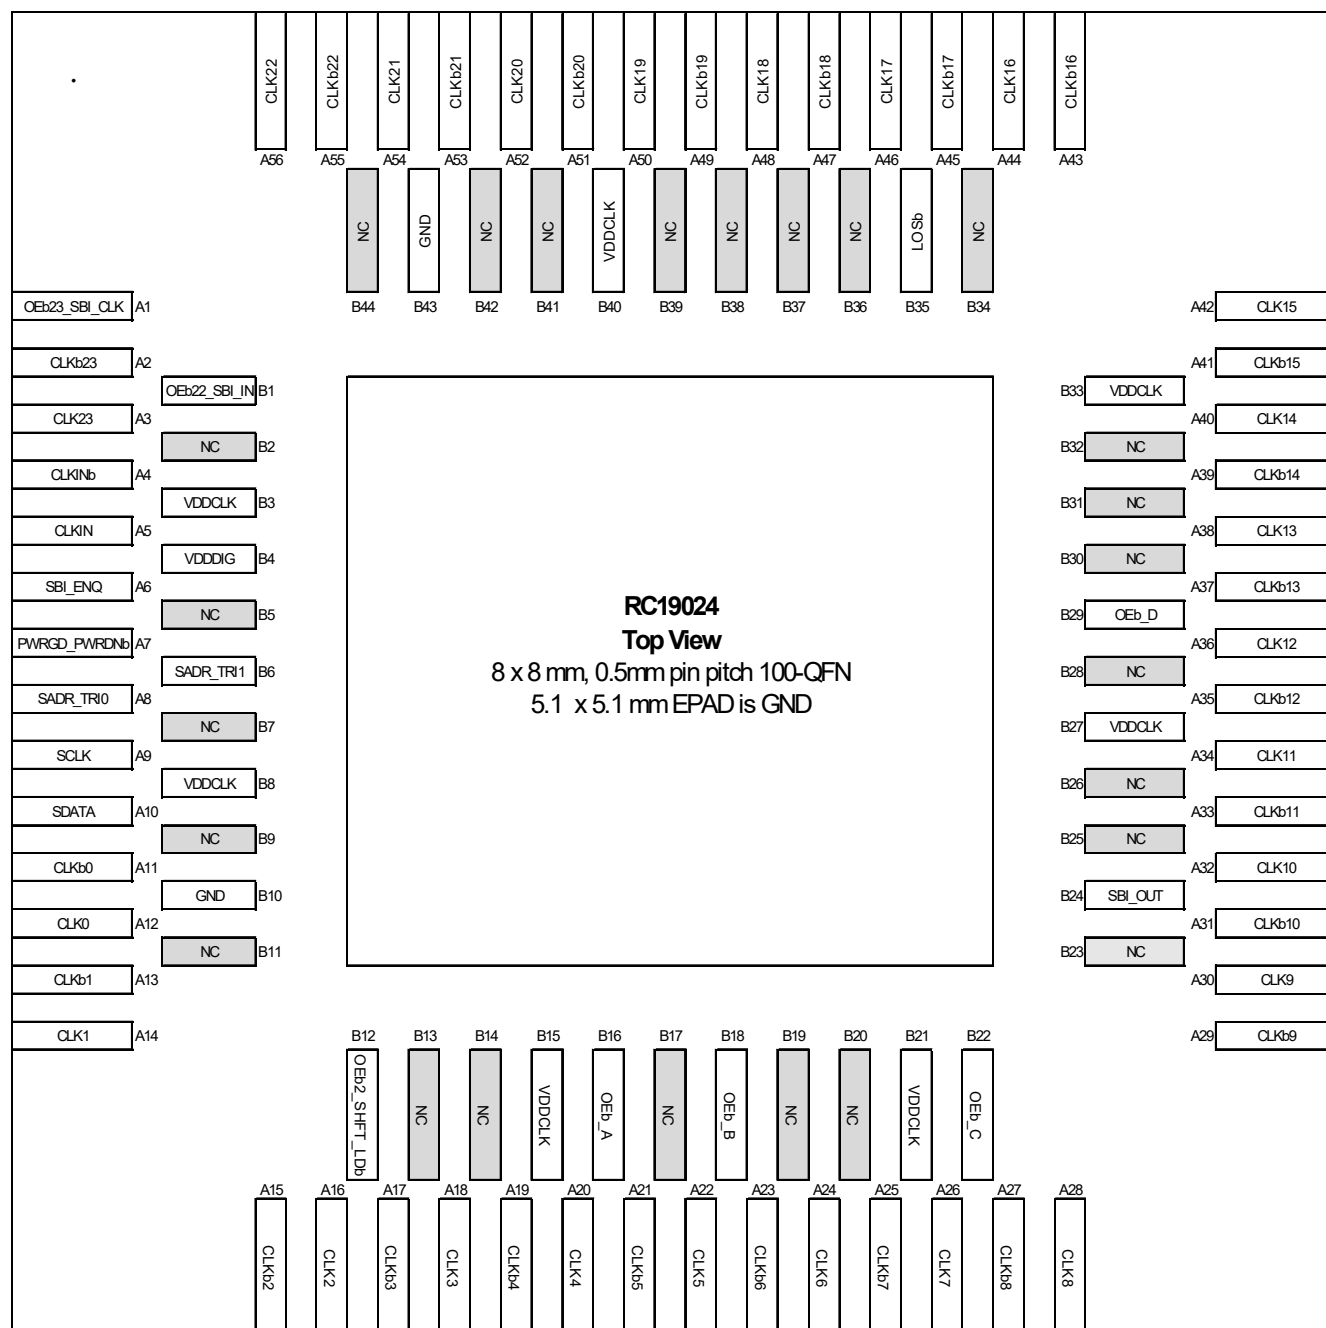 CLK22
CLKb22
CLK21
CLKb21
CLK20
CLKb20
CLK19
CLKb19
CLK18
CLKb18
CLK17
CLKb17
CLK16
CLKb16
A56
A55
A54
A53
A52
A51
A50
A49
A48
A47
A46
A45
A44
A43
NC
GND
NC
NC
VDDCLK
NC
NC
NC
NC
LOSb
NC
B44
B43
B42
B41
B40
B39
B38
B37
B36
B35
B34
OEb23_SBI_CLK A1
CLKb23 A2
OEb22_SBI_IN B1
CLK23 A3
NC B2
CLKINb A4
VDDCLK B3
CLKIN A5
VDDDIG B4
SBI_ENQ A6
NC B5
PWRGD_PWRDNb A7
SADR_TRI1 B6
SADR_TRI0 A8
NC B7
SCLK A9
VDDCLK B8
SDATA A10
NC B9
CLKb0 A11
GND B10
CLK0 A12
NC B11
CLKb1 A13
CLK1 A14
RC19024
Top View
8 x 8 mm, 0.5mm pin pitch 100-QFN
5.1 x 5.1 mm EPAD is GND
A42 CLK15
A41 CLKb15
B33 VDDCLK
A40 CLK14
B32 NC
A39 CLKb14
B31 NC
A38 CLK13
B30 NC
A37 CLKb13
B29 OEb_D
A36 CLK12
B28 NC
A35 CLKb12
B27 VDDCLK
A34 CLK11
B26 NC
A33 CLKb11
B25 NC
A32 CLK10
B24 SBI_OUT
A31 CLKb10
B23 NC
A30 CLK9
A29 CLKb9
B12
B13
B14
B15
B16
B17
B18
B19
B20
B21
B22
OEb2_SHFT_LDb
NC
NC
VDDCLK
OEb_A
NC
OEb_B
NC
NC
VDDCLK
OEb_C
A15
A16
A17
A18
A19
A20
A21
A22
A23
A24
A25
A26
A27
A28
CLKb2
CLK2
CLKb3
CLK3
CLKb4
CLK4
CLKb5
CLK5
CLKb6
CLK6
CLKb7
CLK7
CLKb8
CLK8